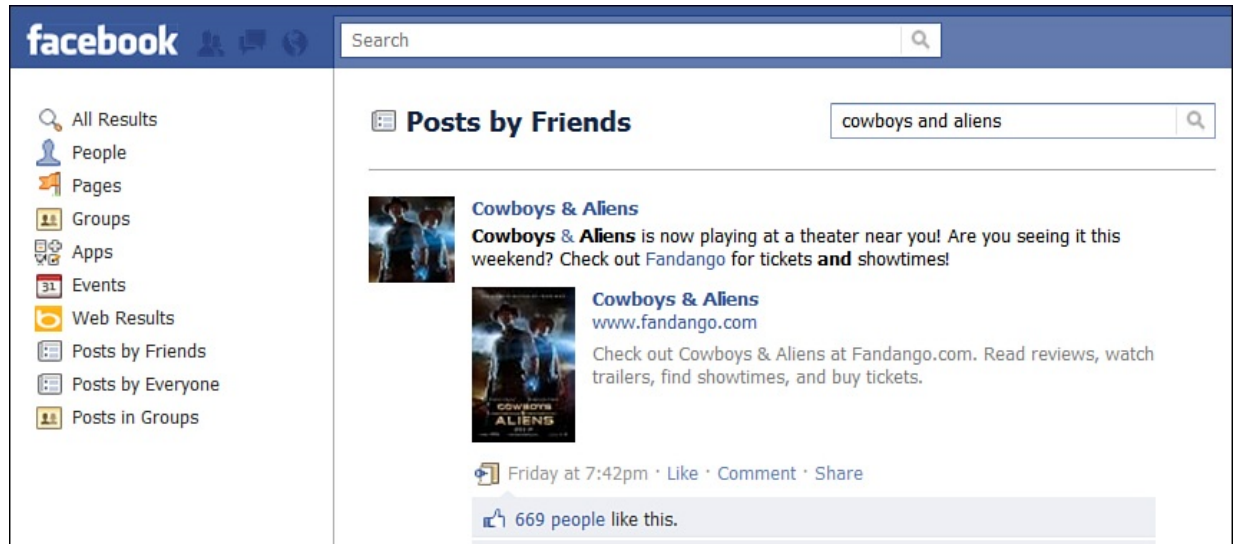 facebook
Search
All Results
People
Pages
Groups
Apps
31 Events
Web Results
Posts by Friends
Posts by Everyone
Posts in Groups
Posts by Friends
cowboys and aliens
Cowboys & Aliens
Cowboys & Aliens is now playing at a theater near you! Are you seeing it this
weekend? Check out Fandango for tickets and showtimes!
COWBOYS
ALIENS
Cowboys & Aliens
www.fandango.com
Check out Cowboys & Aliens at Fandango.com. Read reviews, watch
trailers, find showtimes, and buy tickets.
Friday at 7:42pm · Like · Comment · Share
669 people like this.